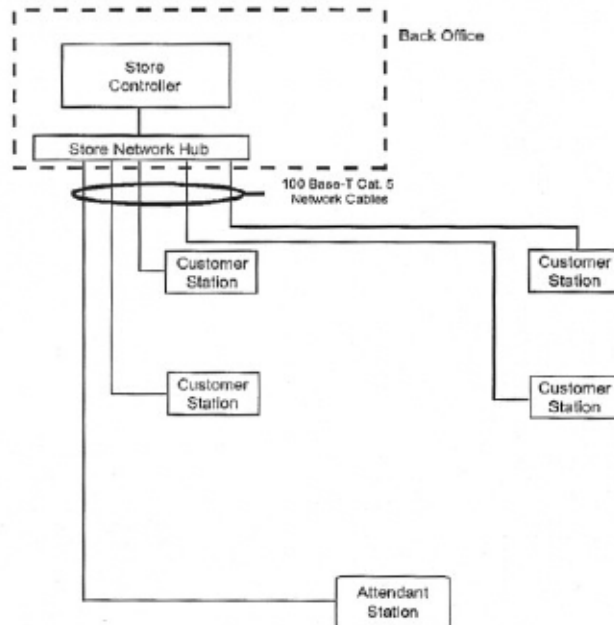 Back Office
Store
Controller
Store Network Hub
100 Base-T Cat. 5
Network Cables
Customer
Station
Customer
Station
Customer
Station
Customer
Station
Attendant
Station